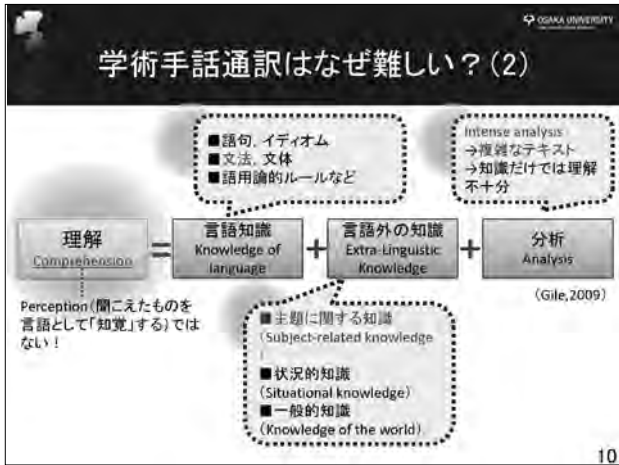 OSAKA UNIVERSITY
学術手話通訳はなぜ難しい？(2)
■語句，イディオム
■文法，文体
■語用論的ルールなど
Intense analysis
→複雑なテキスト
→知識だけでは理解
不十分
理解
Comprehension
=
言語知識
Knowledge of
language
+
言語外の知識
Extra-Linguistic
Knowledge
+
分析
Analysis
(Gile,2009)
Perception(聞こえたものを
言語として「知覚」する)では
ない！
■主題に関する知識
(Subject-related knowledge
)
■状況的知識
(Situational knowledge)
■一般的知識
(Knowledge of the world)
10